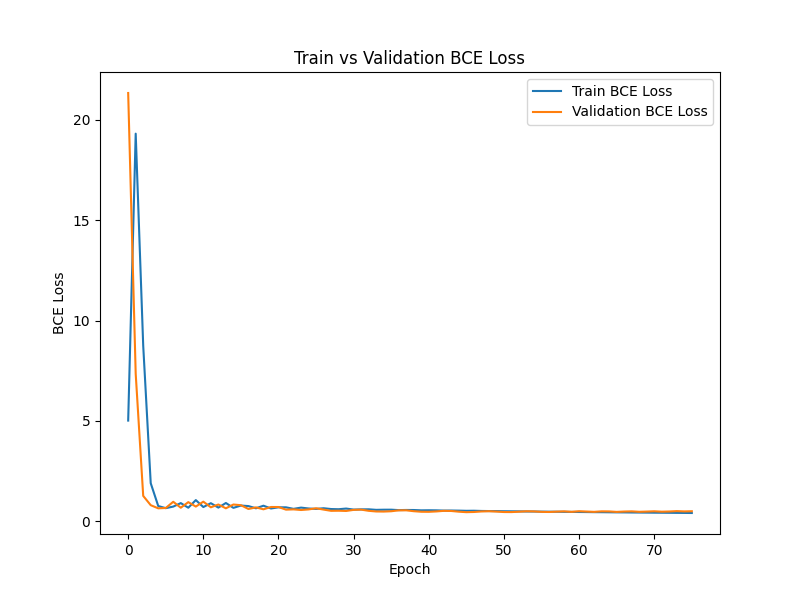 Train vs Validation BCE Loss
Train BCE Loss
Validation BCE Loss
20
15
10
5
0
BCE Loss
0 10 20 30 40 50 60 70
Epoch